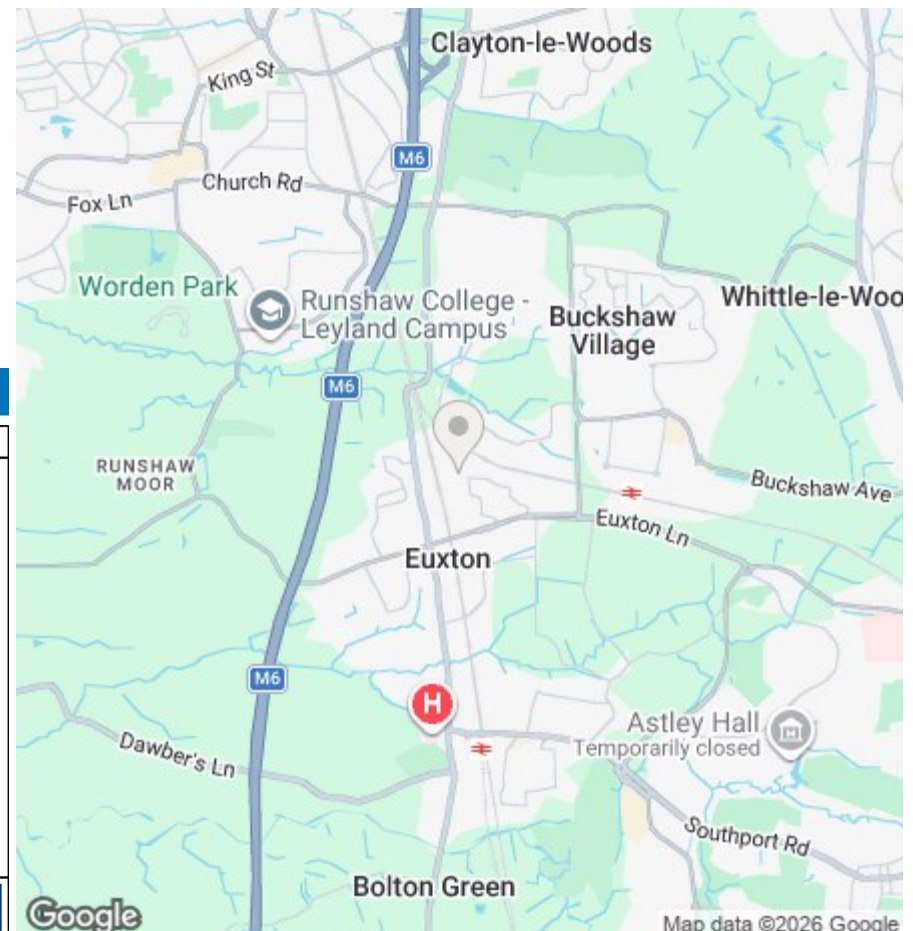 Clayton-le-Woods
King St
M6
Church Rd
Fox Ln
Worden Park
Runshaw College -
Leyland Campus
Whittle-le-Woo
Buckshaw
Village
M6
RUNSHAW
MOOR
Buckshaw Ave
Euxton Ln
Euxton
M6
H
Astley Hall
Temporarily closed
Dawber's Ln
Southport Rd
Bolton Green
Google
Map data ©2026 Google